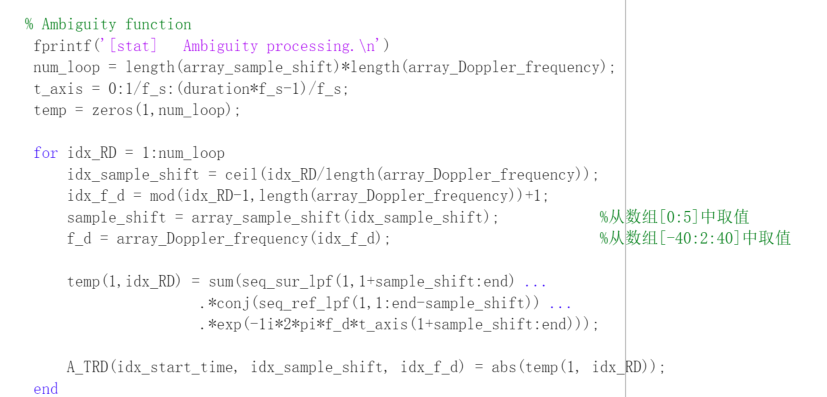 % Ambiguity function
fprintf('[stat]   Ambiguity processing.\n')
num_loop = length(array_sample_shift)*length(array_Doppler_frequency);
t_axis = 0:1/f_s:(duration*f_s-1)/f_s;
temp = zeros(1,num_loop);
for idx_RD = 1:num_loop
idx_sample_shift = ceil(idx_RD/length(array_Doppler_frequency));
idx_f_d = mod(idx_RD-1,length(array_Doppler_frequency))+1;
sample_shift = array_sample_shift(idx_sample_shift); %从数组[0:5]中取值
f_d = array_Doppler_frequency(idx_f_d); %从数组[-40:2:40]中取值
temp(1,idx_RD) = sum(seq_sur_lpf(1,1+sample_shift:end) ...
.*conj(seq_ref_lpf(1,1:end-sample_shift)) ...
.*exp(-1i*2*pi*f_d*t_axis(1+sample_shift:end)));
A_TRD(idx_start_time, idx_sample_shift, idx_f_d) = abs(temp(1, idx_RD));
end